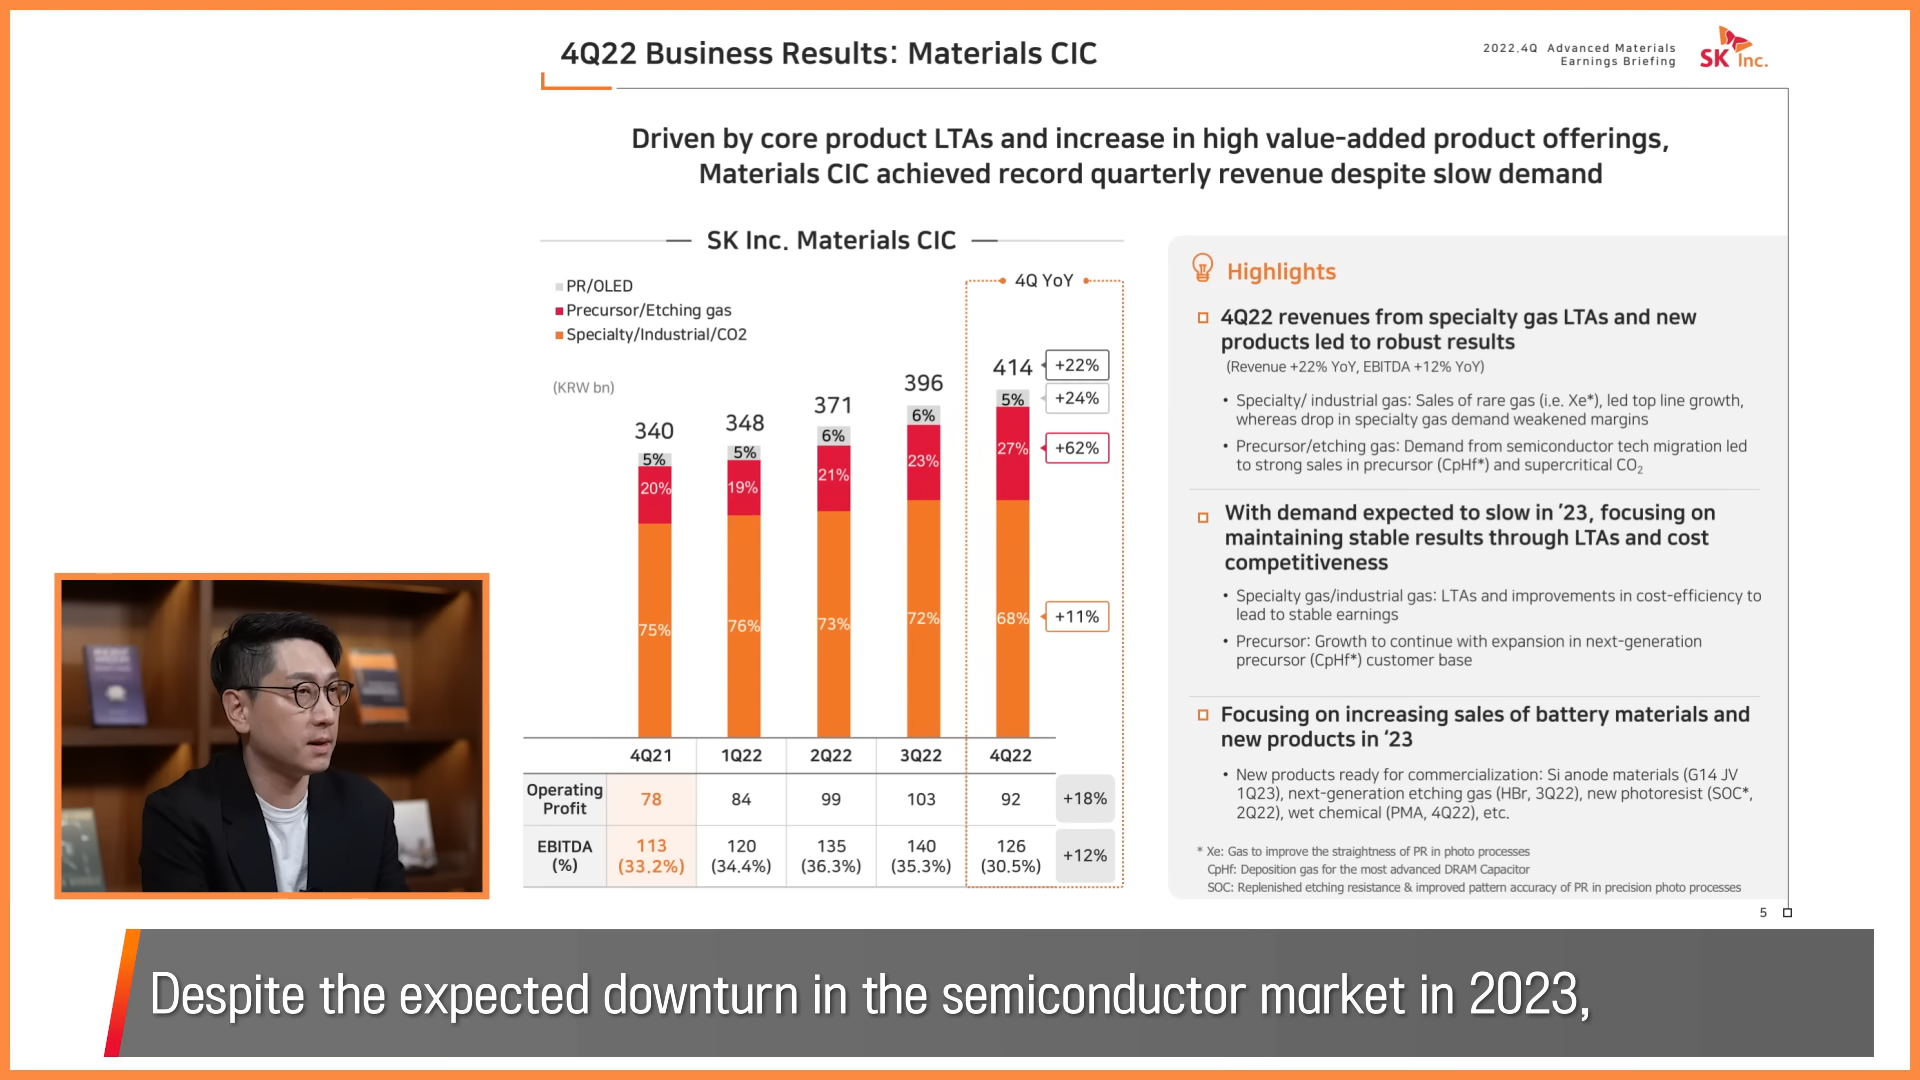 4Q22 Business Results: Materials CIC
2022.4Q Advanced Materials
Earnings Briefing
SK Inc.
Driven by core product LTAs and increase in high value-added product offerings,
Materials CIC achieved record quarterly revenue despite slow demand
SK Inc. Materials CIC
PR/OLED
Precursor/Etching gas
Specialty/Industrial/CO2
(KRW bn)
4Q YoY
340
348
371
396
414
+22%
5%
5%
6%
6%
5%
+24%
20%
19%
21%
23%
27%
+62%
75%
76%
73%
72%
68%
+11%
4Q21 1Q22 2Q22 3Q22 4Q22
Operating
Profit
78 84 99 103 92 +18%
EBITDA
(%)
113 120 135 140 126
(33.2%) (34.4%) (36.3%) (35.3%) (30.5%)
+12%
Highlights
4Q22 revenues from specialty gas LTAs and new
products led to robust results
(Revenue +22% YoY, EBITDA +12% YoY)
• Specialty/ industrial gas: Sales of rare gas (i.e. Xe*), led top line growth,
whereas drop in specialty gas demand weakened margins
• Precursor/etching gas: Demand from semiconductor tech migration led
to strong sales in precursor (CpHf*) and supercritical CO2
With demand expected to slow in ’23, focusing on
maintaining stable results through LTAs and cost
competitiveness
• Specialty gas/industrial gas: LTAs and improvements in cost-efficiency to
lead to stable earnings
• Precursor: Growth to continue with expansion in next-generation
precursor (CpHf*) customer base
Focusing on increasing sales of battery materials and
new products in ’23
• New products ready for commercialization: Si anode materials (G14 JV
1Q23), next-generation etching gas (HBr, 3Q22), new photoresist (SOC*,
2Q22), wet chemical (PMA, 4Q22), etc.
* Xe: Gas to improve the straightness of PR in photo processes
CpHf: Deposition gas for the most advanced DRAM Capacitor
SOC: Replenished etching resistance & improved pattern accuracy of PR in precision photo processes
5
Despite the expected downturn in the semiconductor market in 2023,